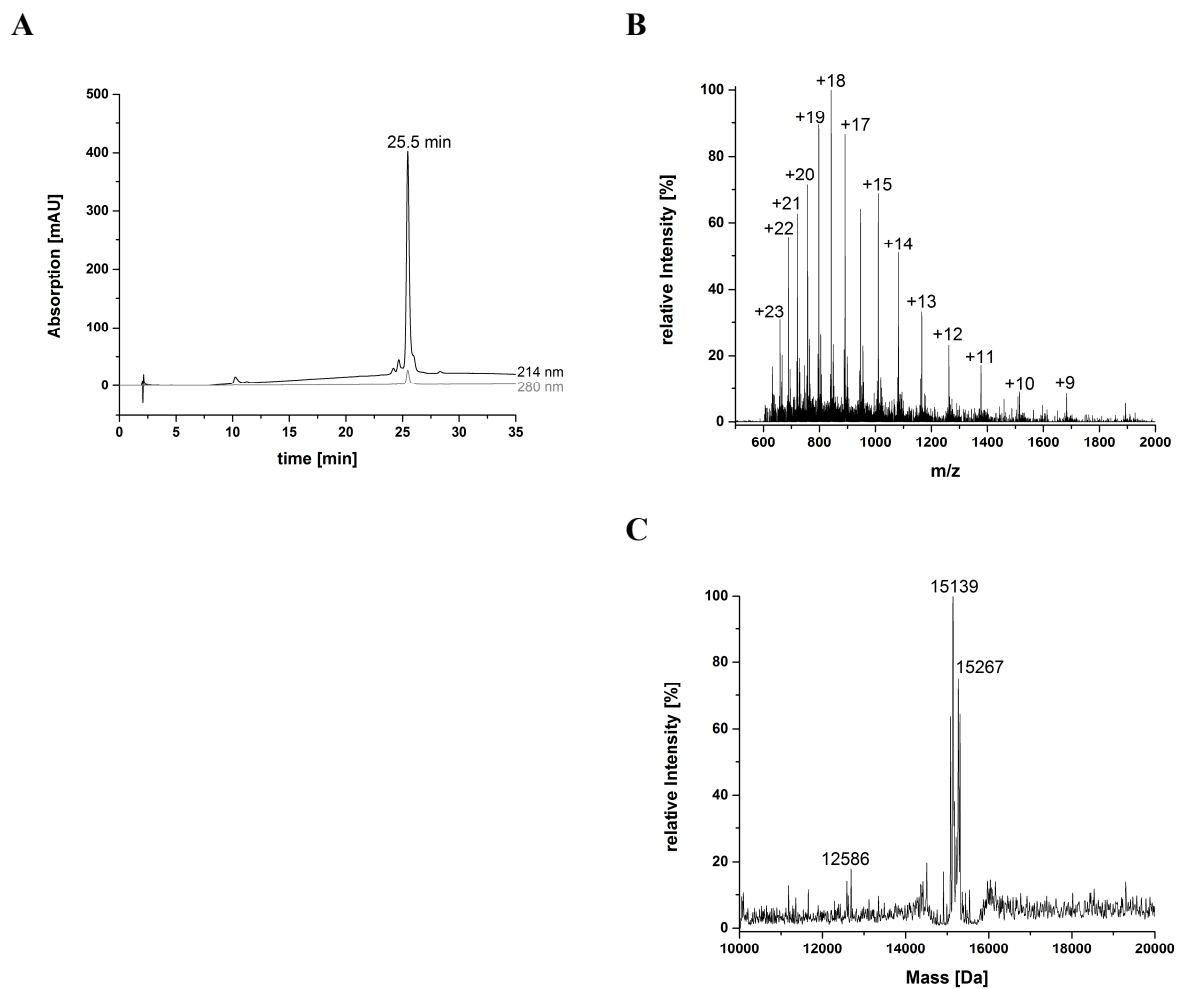 A
500
400
300
200
100
0
Absorption [mAU]
25.5 min
214 nm
280 nm
0 5 10 15 20 25 30 35
time [min]
B
100
80
60
40
20
0
relative Intensity [%]
+18
+19
+17
+20
+15
+21
+22
+14
+23
+13
+12
+11
+10
+9
600 800 1000 1200 1400 1600 1800 2000
m/z
C
100
80
60
40
20
0
relative Intensity [%]
15139
15267
12586
10000 12000 14000 16000 18000 20000
Mass [Da]